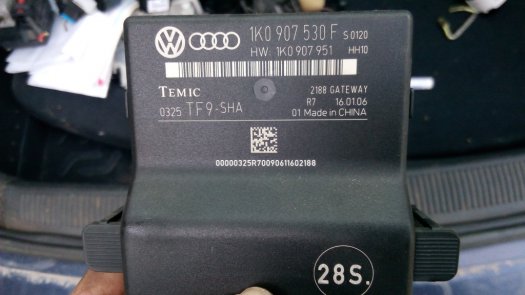 1K0 907 530 F S 0120
HW: 1K0 907 951 HH10
TEMIC 2188 GATEWAY
R7 16.01.06
0325 TF9-SHA 01 Made in CHINA
00000325R70090611602188
28S.